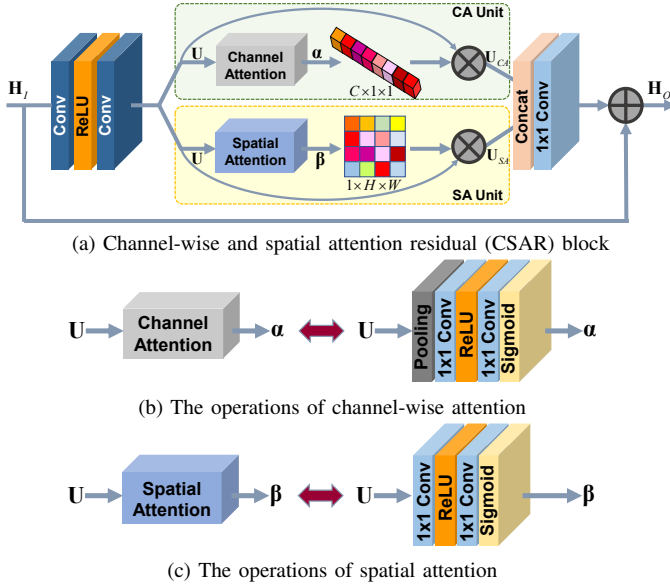 CA Unit
H_I
Conv
ReLU
Conv
U
Channel
Attention
α
C×1×1
U_CA
U
Spatial
Attention
β
1×H×W
U_SA
SA Unit
Concat
1x1 Conv
H_O
(a) Channel-wise and spatial attention residual (CSAR) block
U
Channel
Attention
α
U
Pooling
1x1 Conv
ReLU
1x1 Conv
Sigmoid
α
(b) The operations of channel-wise attention
U
Spatial
Attention
β
U
1x1 Conv
ReLU
1x1 Conv
Sigmoid
β
(c) The operations of spatial attention